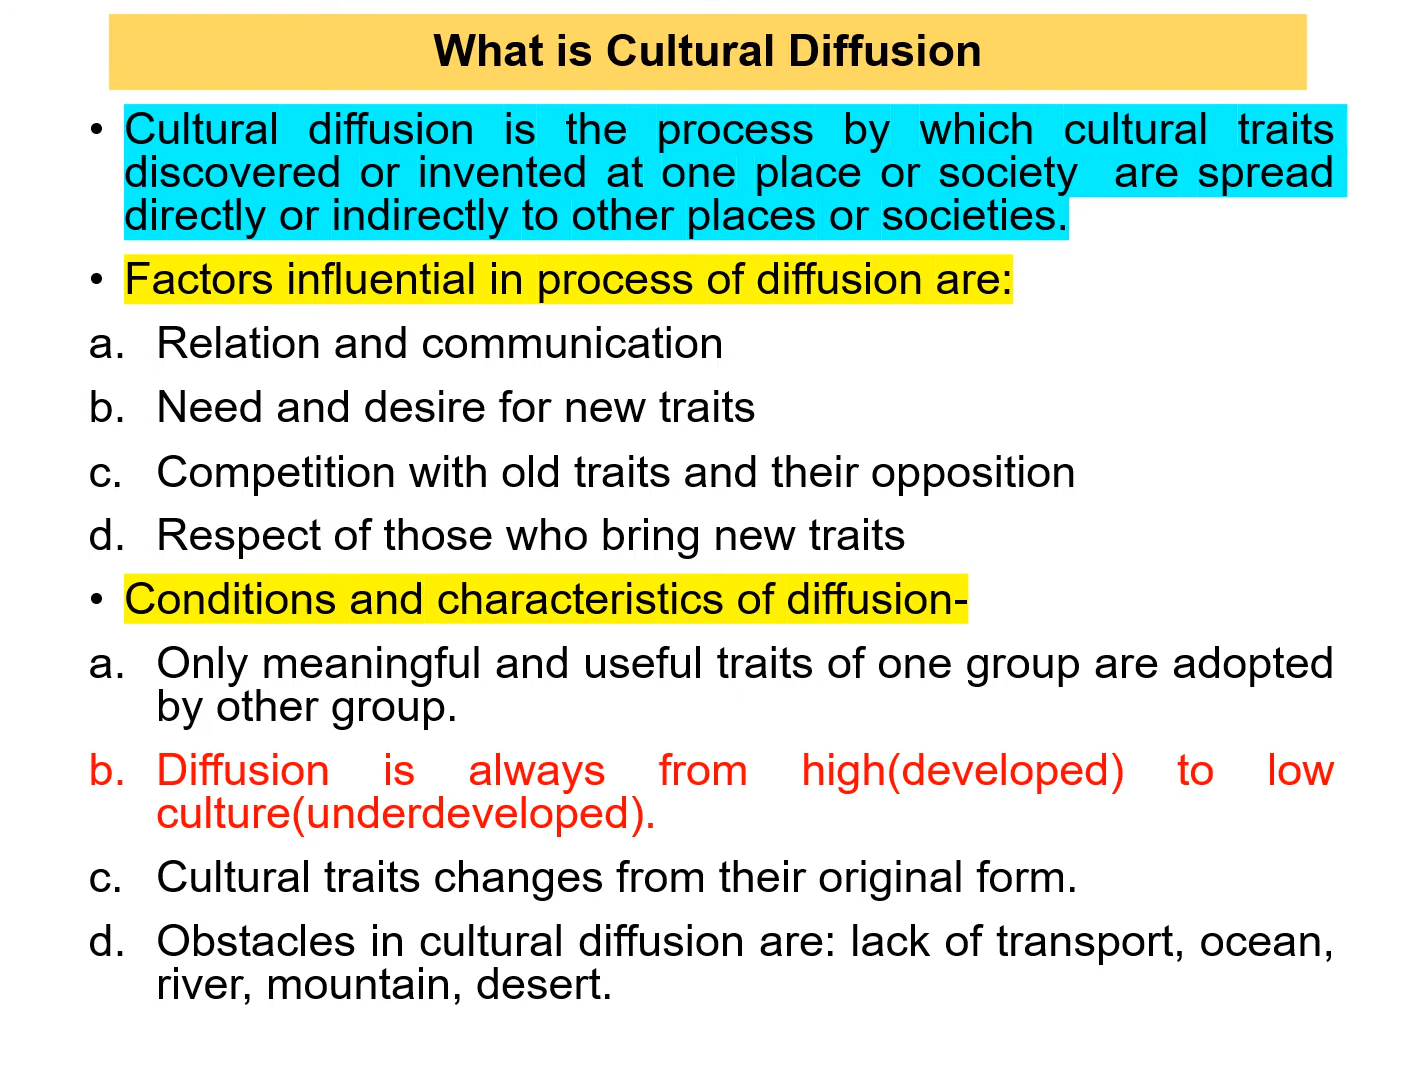 What is Cultural Diffusion
• Cultural diffusion is the process by which cultural traits
discovered or invented at one place or society are spread
directly or indirectly to other places or societies.
• Factors influential in process of diffusion are:
a. Relation and communication
b. Need and desire for new traits
c. Competition with old traits and their opposition
d. Respect of those who bring new traits
• Conditions and characteristics of diffusion-
a. Only meaningful and useful traits of one group are adopted
by other group.
b. Diffusion is always from high(developed) to low
culture(underdeveloped).
c. Cultural traits changes from their original form.
d. Obstacles in cultural diffusion are: lack of transport, ocean,
river, mountain, desert.